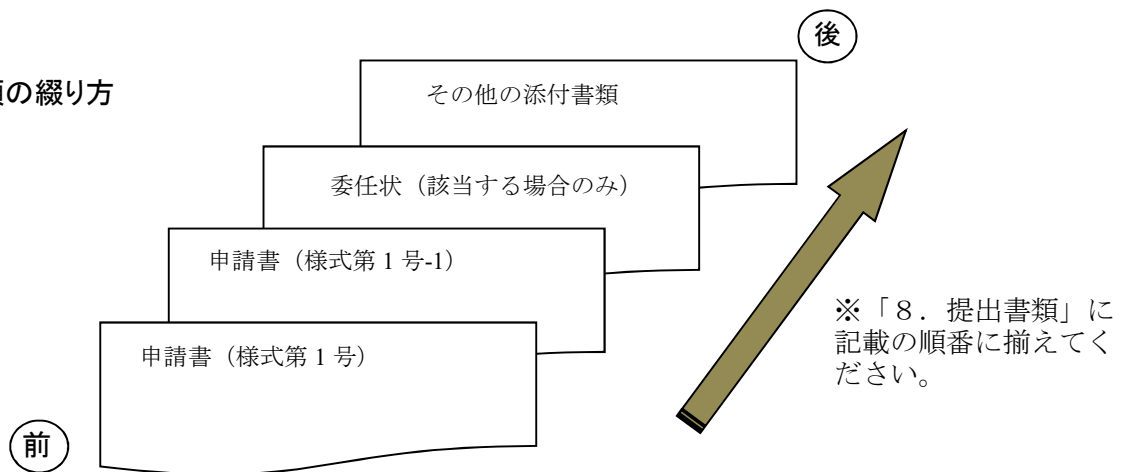 後
の綴り方
その他の添付書類
委任状（該当する場合のみ）
申請書（様式第１号-1）
申請書（様式第１号）
※「８．提出書類」に
記載の順番に揃えてく
ださい。
前